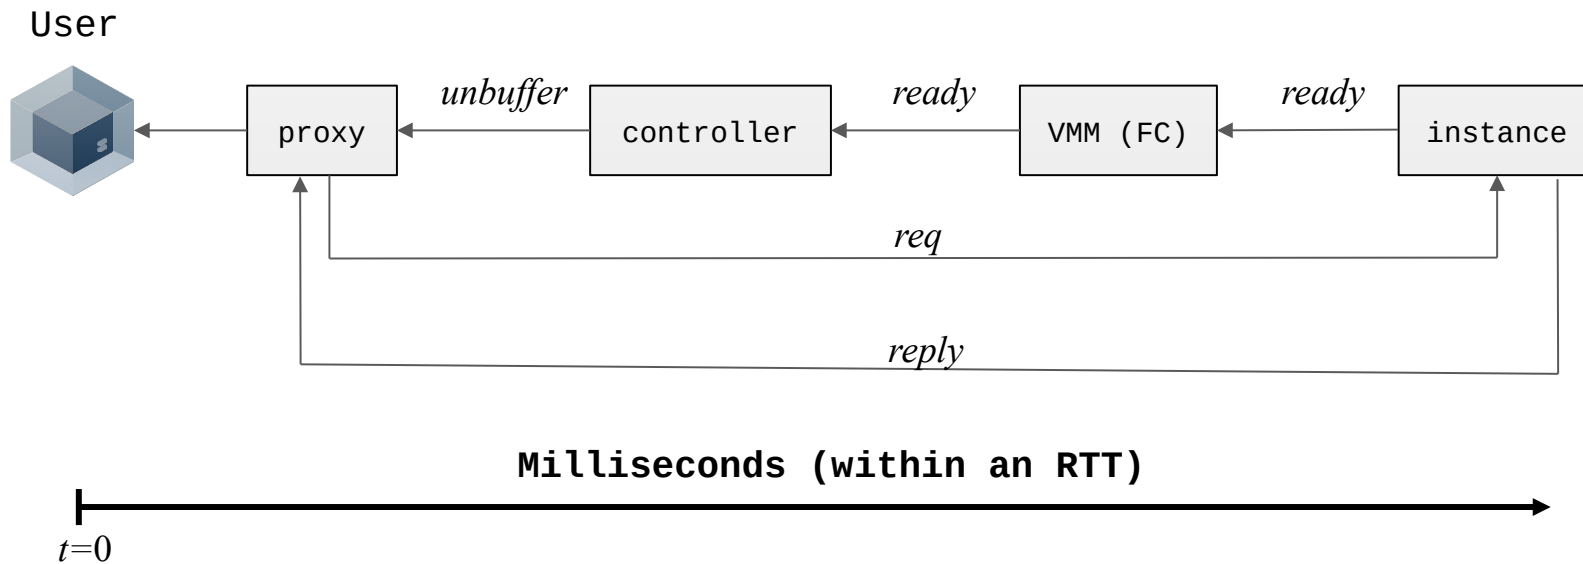 User
unbuffer
ready
ready
proxy
controller
VMM (FC)
instance
req
reply
Milliseconds (within an RTT)
t=0